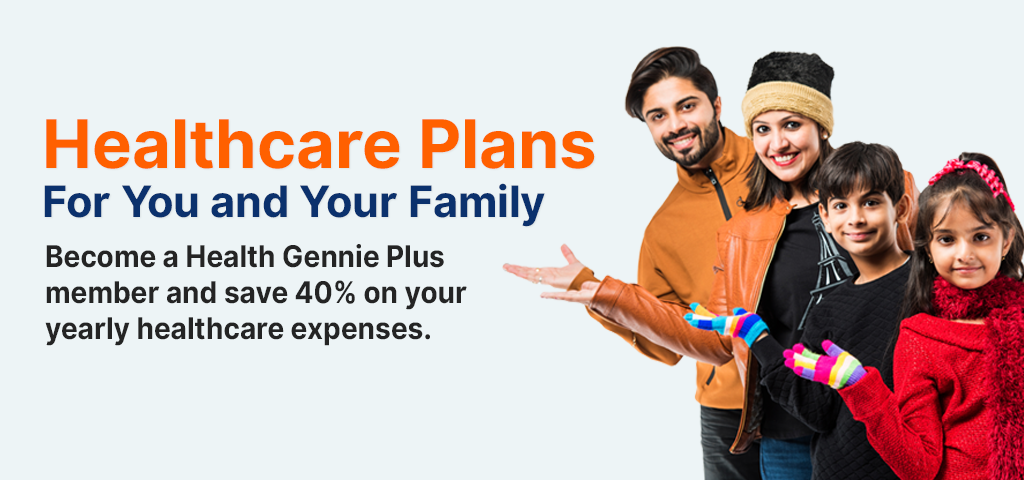 Healthcare Plans
For You and Your Family
Become a Health Gennie Plus
member and save 40% on your
yearly healthcare expenses.